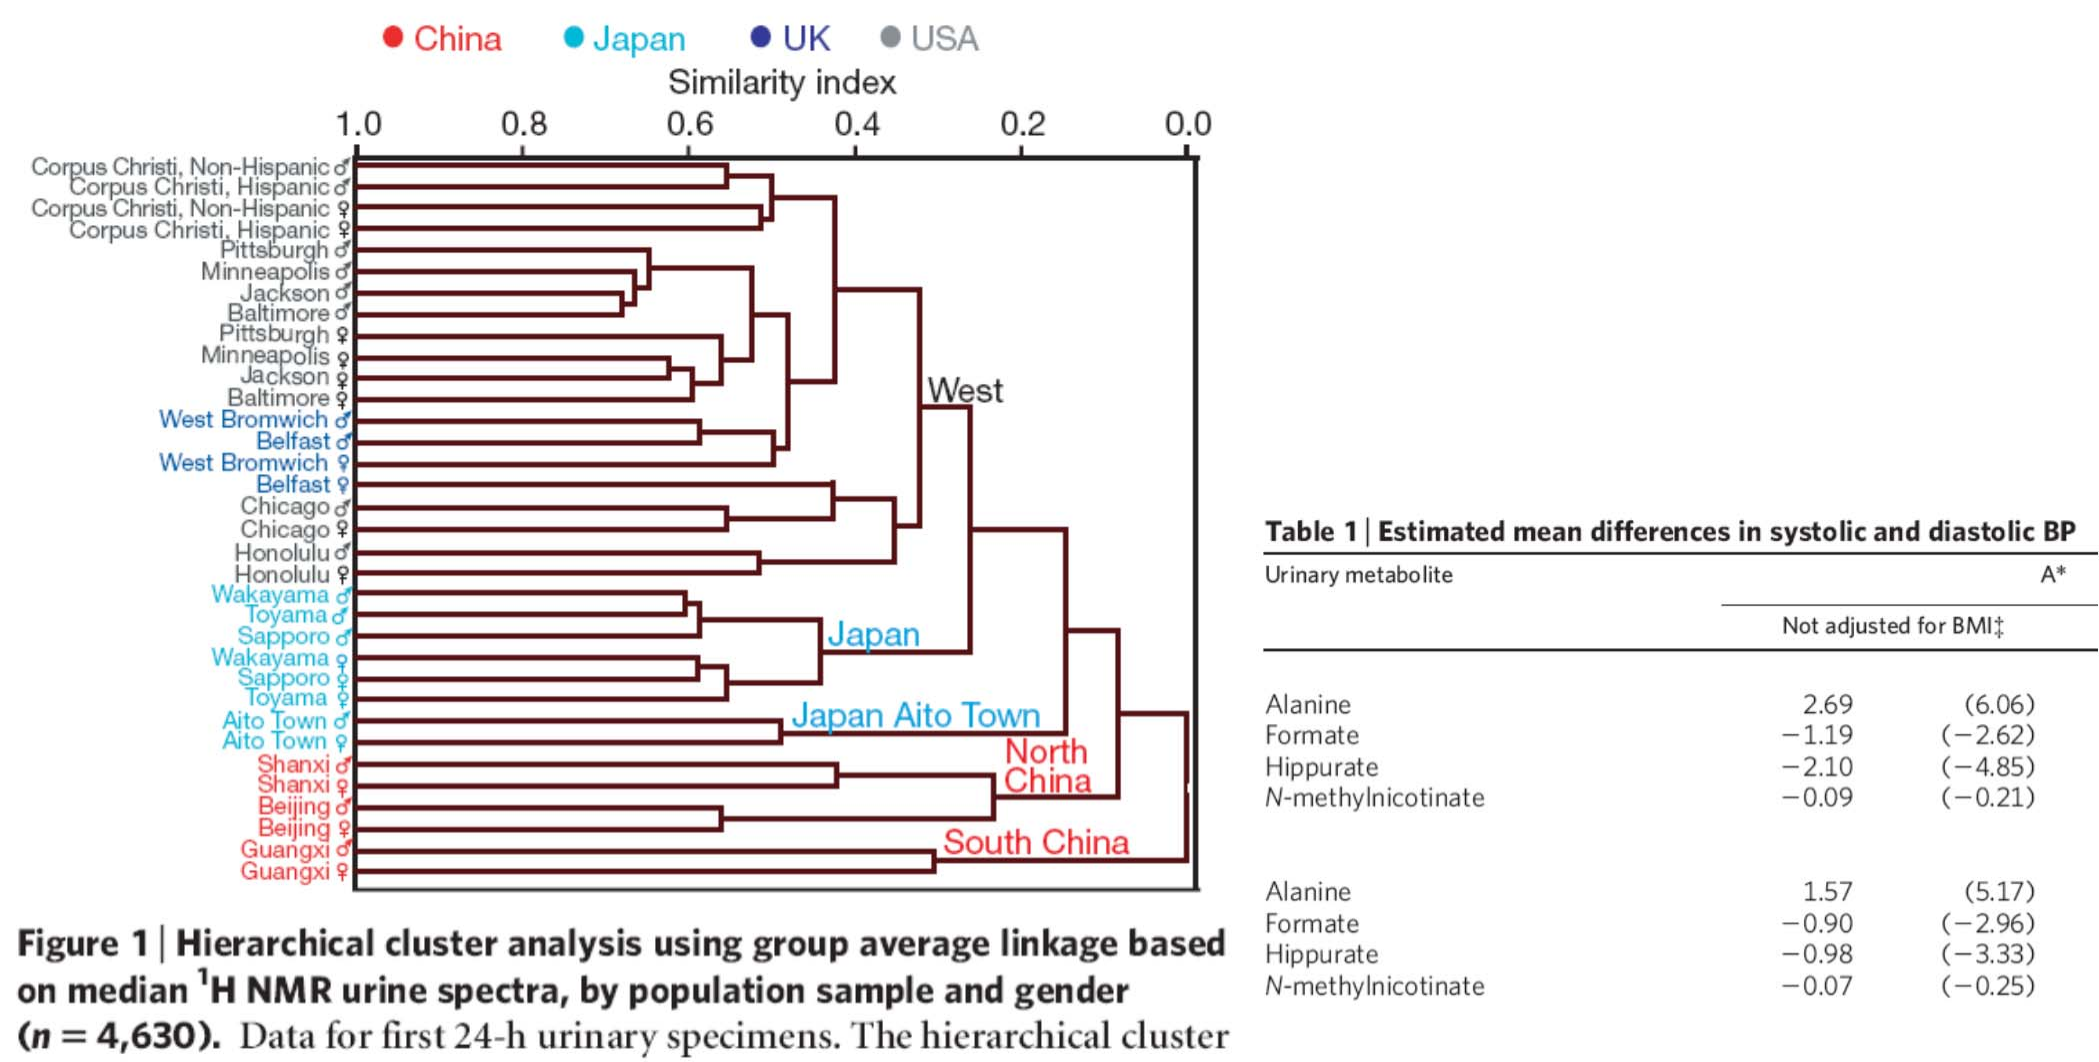 China Japan UK USA
Similarity index
1.0 0.8 0.6 0.4 0.2 0.0
Corpus Christi, Non-Hispanic ♂
Corpus Christi, Hispanic ♂
Corpus Christi, Non-Hispanic ♀
Corpus Christi, Hispanic ♀
Pittsburgh ♂
Minneapolis ♂
Jackson ♂
Baltimore ♂
Pittsburgh ♀
Minneapolis ♀
Jackson ♀
Baltimore ♀
West Bromwich ♂
Belfast ♂
West Bromwich ♀
Belfast ♀
Chicago ♂
Chicago ♀
Honolulu ♂
Honolulu ♀
Wakayama ♂
Toyama ♂
Sapporo ♂
Wakayama ♀
Sapporo ♀
Toyama ♀
Aito Town ♂
Aito Town ♀
Shanxi ♂
Shanxi ♀
Beijing ♂
Beijing ♀
Guangxi ♂
Guangxi ♀
West
Japan
Japan Aito Town
North
China
South China
Figure 1 | Hierarchical cluster analysis using group average linkage based
on median ¹H NMR urine spectra, by population sample and gender
(n = 4,630). Data for first 24-h urinary specimens. The hierarchical cluster
Table 1 | Estimated mean differences in systolic and diastolic BP
Urinary metabolite A*
Not adjusted for BMI‡
Alanine 2.69 (6.06)
Formate −1.19 (−2.62)
Hippurate −2.10 (−4.85)
N-methylnicotinate −0.09 (−0.21)
Alanine 1.57 (5.17)
Formate −0.90 (−2.96)
Hippurate −0.98 (−3.33)
N-methylnicotinate −0.07 (−0.25)